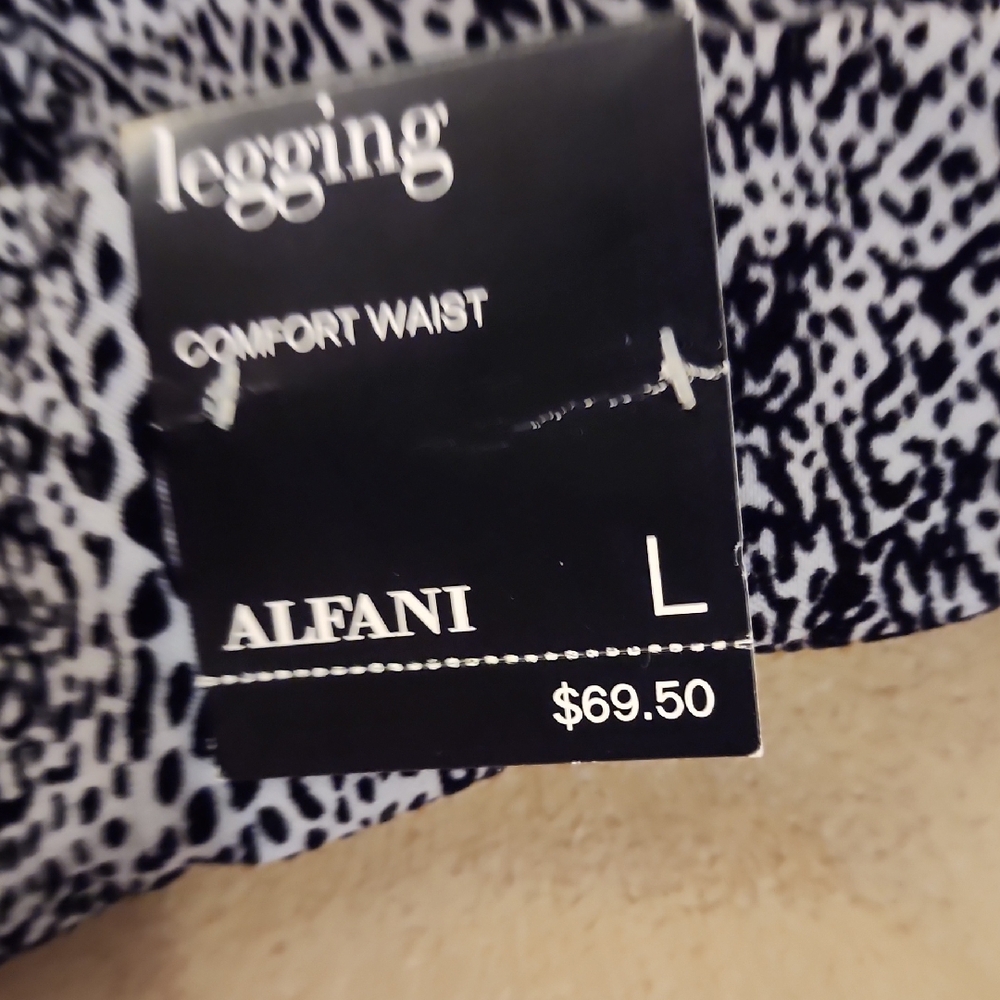 legging
COMFORT WAIST
ALFANI
L
$69.50